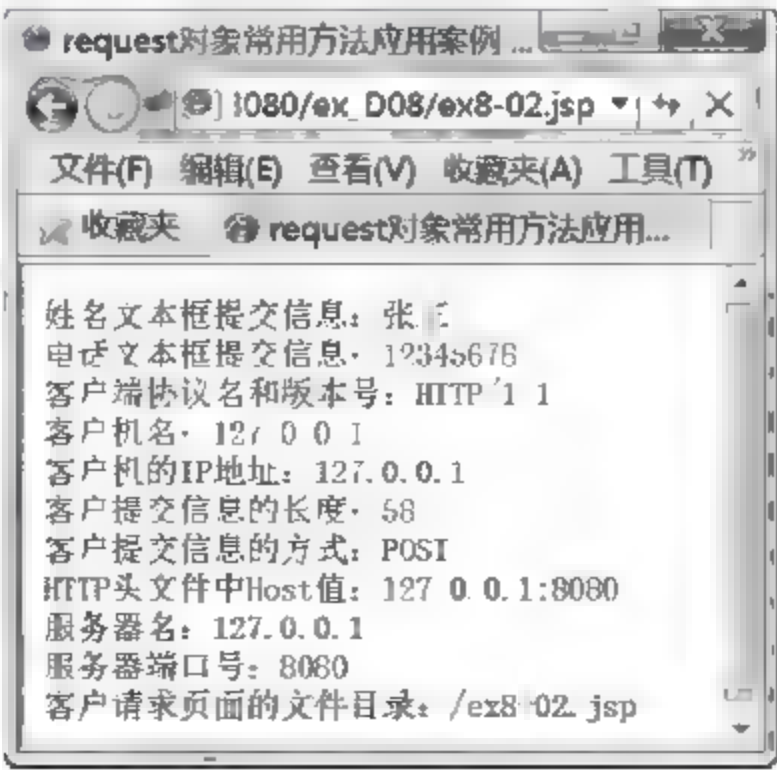 request对象常用方法应用案例 ...
8080/ex_D08/ex8-02.jsp
文件(F) 编辑(E) 查看(V) 收藏夹(A) 工具(T) »
收藏夹 request对象常用方法应用...
姓名文本框提交信息：张
电话文本框提交信息：12345678
客户端协议名和版本号：HTTP/1.1
客户机名：127.0.0.1
客户机的IP地址：127.0.0.1
客户提交信息的长度：58
客户提交信息的方式：POST
HTTP头文件中Host值：127.0.0.1:8080
服务器名：127.0.0.1
服务器端口号：8080
客户请求页面的文件目录：/ex8-02.jsp